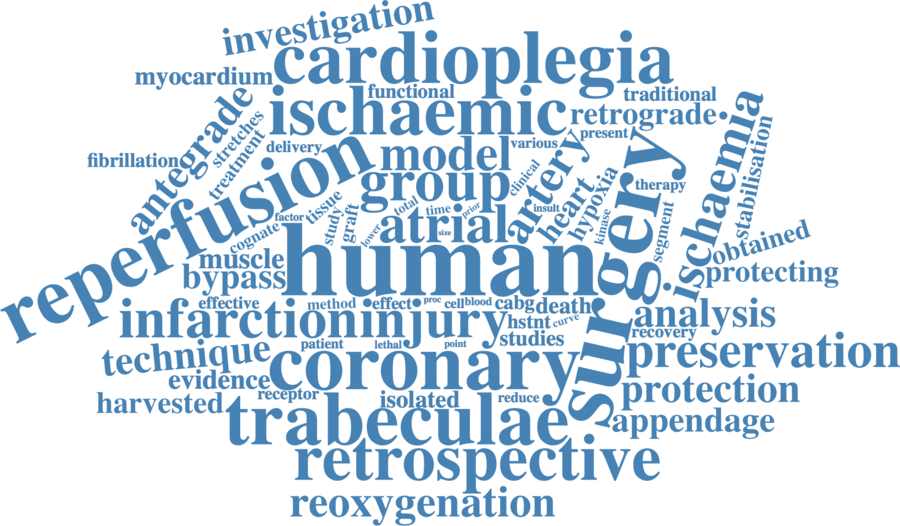 investigation
cardioplegia
myocardium
functional
traditional
ischaemic
retrograde
antegrade
stretches
present
delivery
various
fibrillation
treatment
model
artery
ischaemia
stabilisation
reperfusion
group
clinical
heart
hypoxia
therapy
surgery
tissue
total
time
prior
insult
factor
study
graft
lower
atrial
size
kinase
segment
cognate
human
obtained
muscle
bypass
protecting
effective
method
effect
proc
cell
blood
cabg
death
infarction
injury
hstnt
curve
analysis
recovery
studies
technique
patient
lethal
point
coronary
preservation
evidence
receptor
isolated
reduce
protection
harvested
trabeculae
appendage
retrospective
reoxygenation